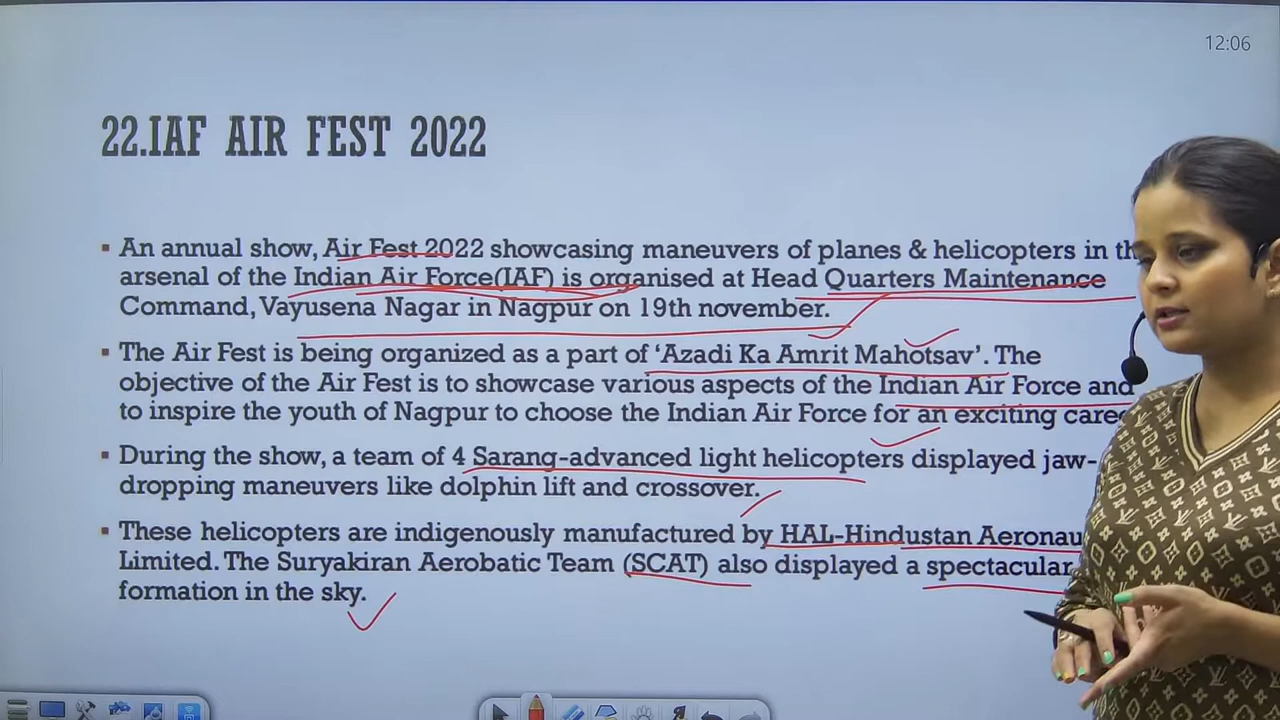 12:06
22.IAF AIR FEST 2022
▪ An annual show, Air Fest 2022 showcasing maneuvers of planes & helicopters in th
arsenal of the Indian Air Force(IAF) is organised at Head Quarters Maintenance
Command, Vayusena Nagar in Nagpur on 19th november.
▪ The Air Fest is being organized as a part of ‘Azadi Ka Amrit Mahotsav’. The
objective of the Air Fest is to showcase various aspects of the Indian Air Force and
to inspire the youth of Nagpur to choose the Indian Air Force for an exciting caree
▪ During the show, a team of 4 Sarang-advanced light helicopters displayed jaw-
dropping maneuvers like dolphin lift and crossover.
▪ These helicopters are indigenously manufactured by HAL-Hindustan Aeronau
Limited. The Suryakiran Aerobatic Team (SCAT) also displayed a spectacular
formation in the sky.